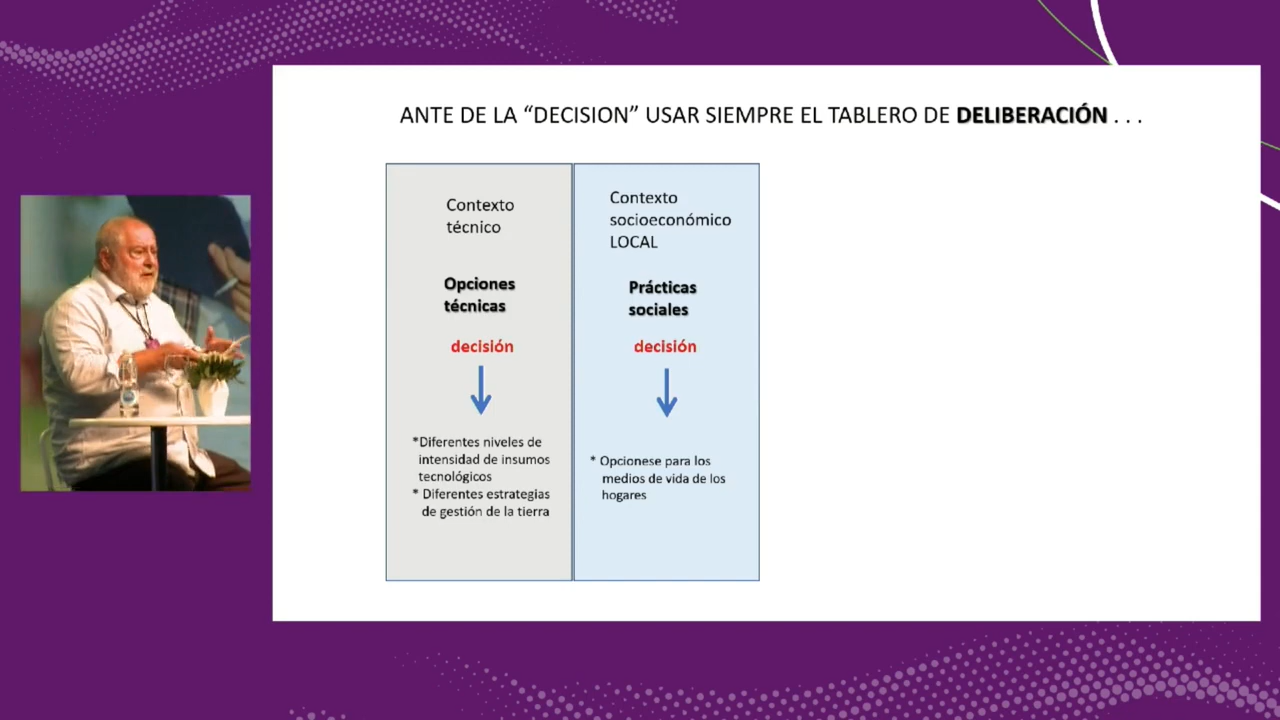 ANTE DE LA “DECISION” USAR SIEMPRE EL TABLERO DE DELIBERACIÓN . . .
Contexto
técnico
Opciones
técnicas
decisión
*Diferentes niveles de
intensidad de insumos
tecnológicos
* Diferentes estrategias
de gestión de la tierra
Contexto
socioeconómico
LOCAL
Prácticas
sociales
decisión
* Opcionese para los
medios de vida de los
hogares